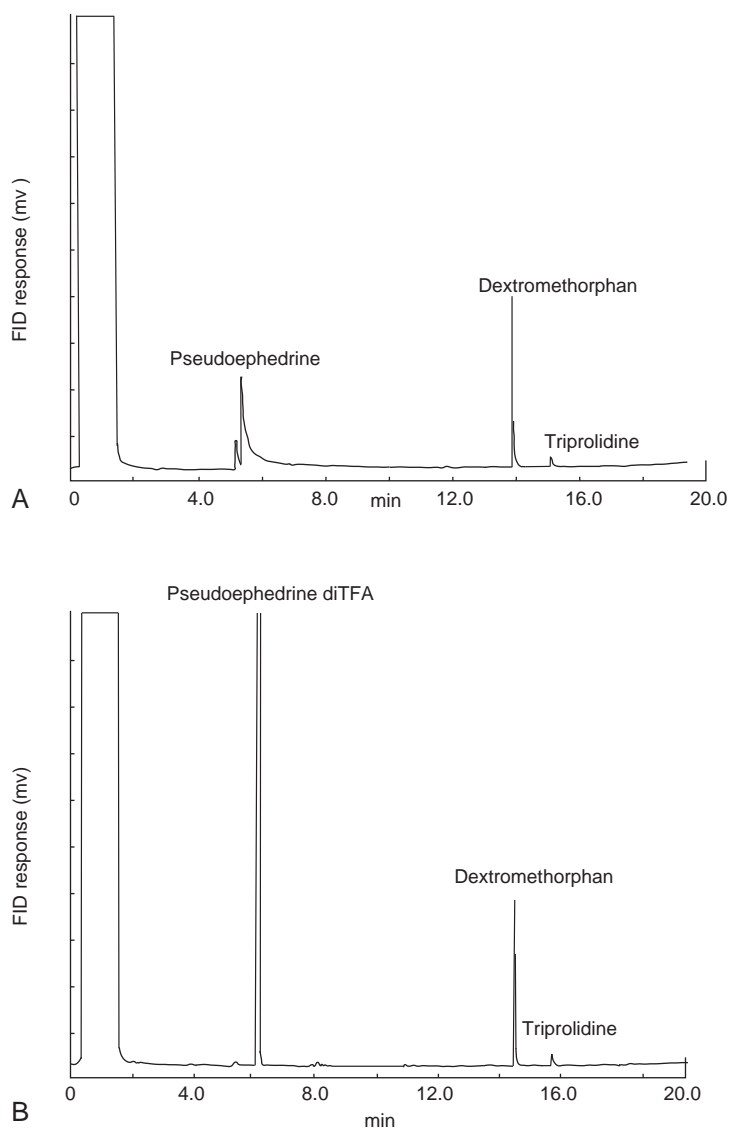 FID response (mv )
Dextromethorphan
Pseudoephedrine
Triprolidine
A
0 4.0 8.0 min 12.0 16.0 20.0
Pseudoephedrine diTFA
FID response (mv)
Dextromethorphan
Triprolidine
0 4.0 8.0 12.0 16.0 20.0
B
min